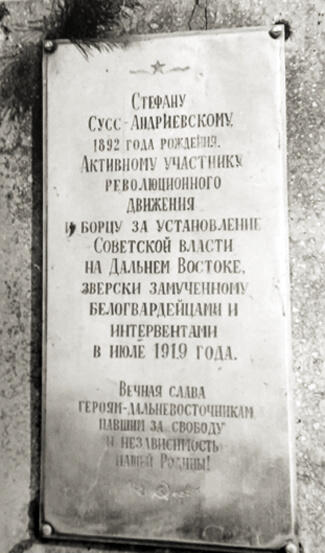 Стефану
Сусс-Андриевскому,
1892 года рождения.
Активному участнику
революционного
движения
и борцу за установление
Советской власти
на Дальнем Востоке,
зверски замученному
белогвардейцами и
интервентами
в июле 1919 года.
Вечная слава
героям-дальневосточникам
павшим за свободу
и независимость
нашей Родины!